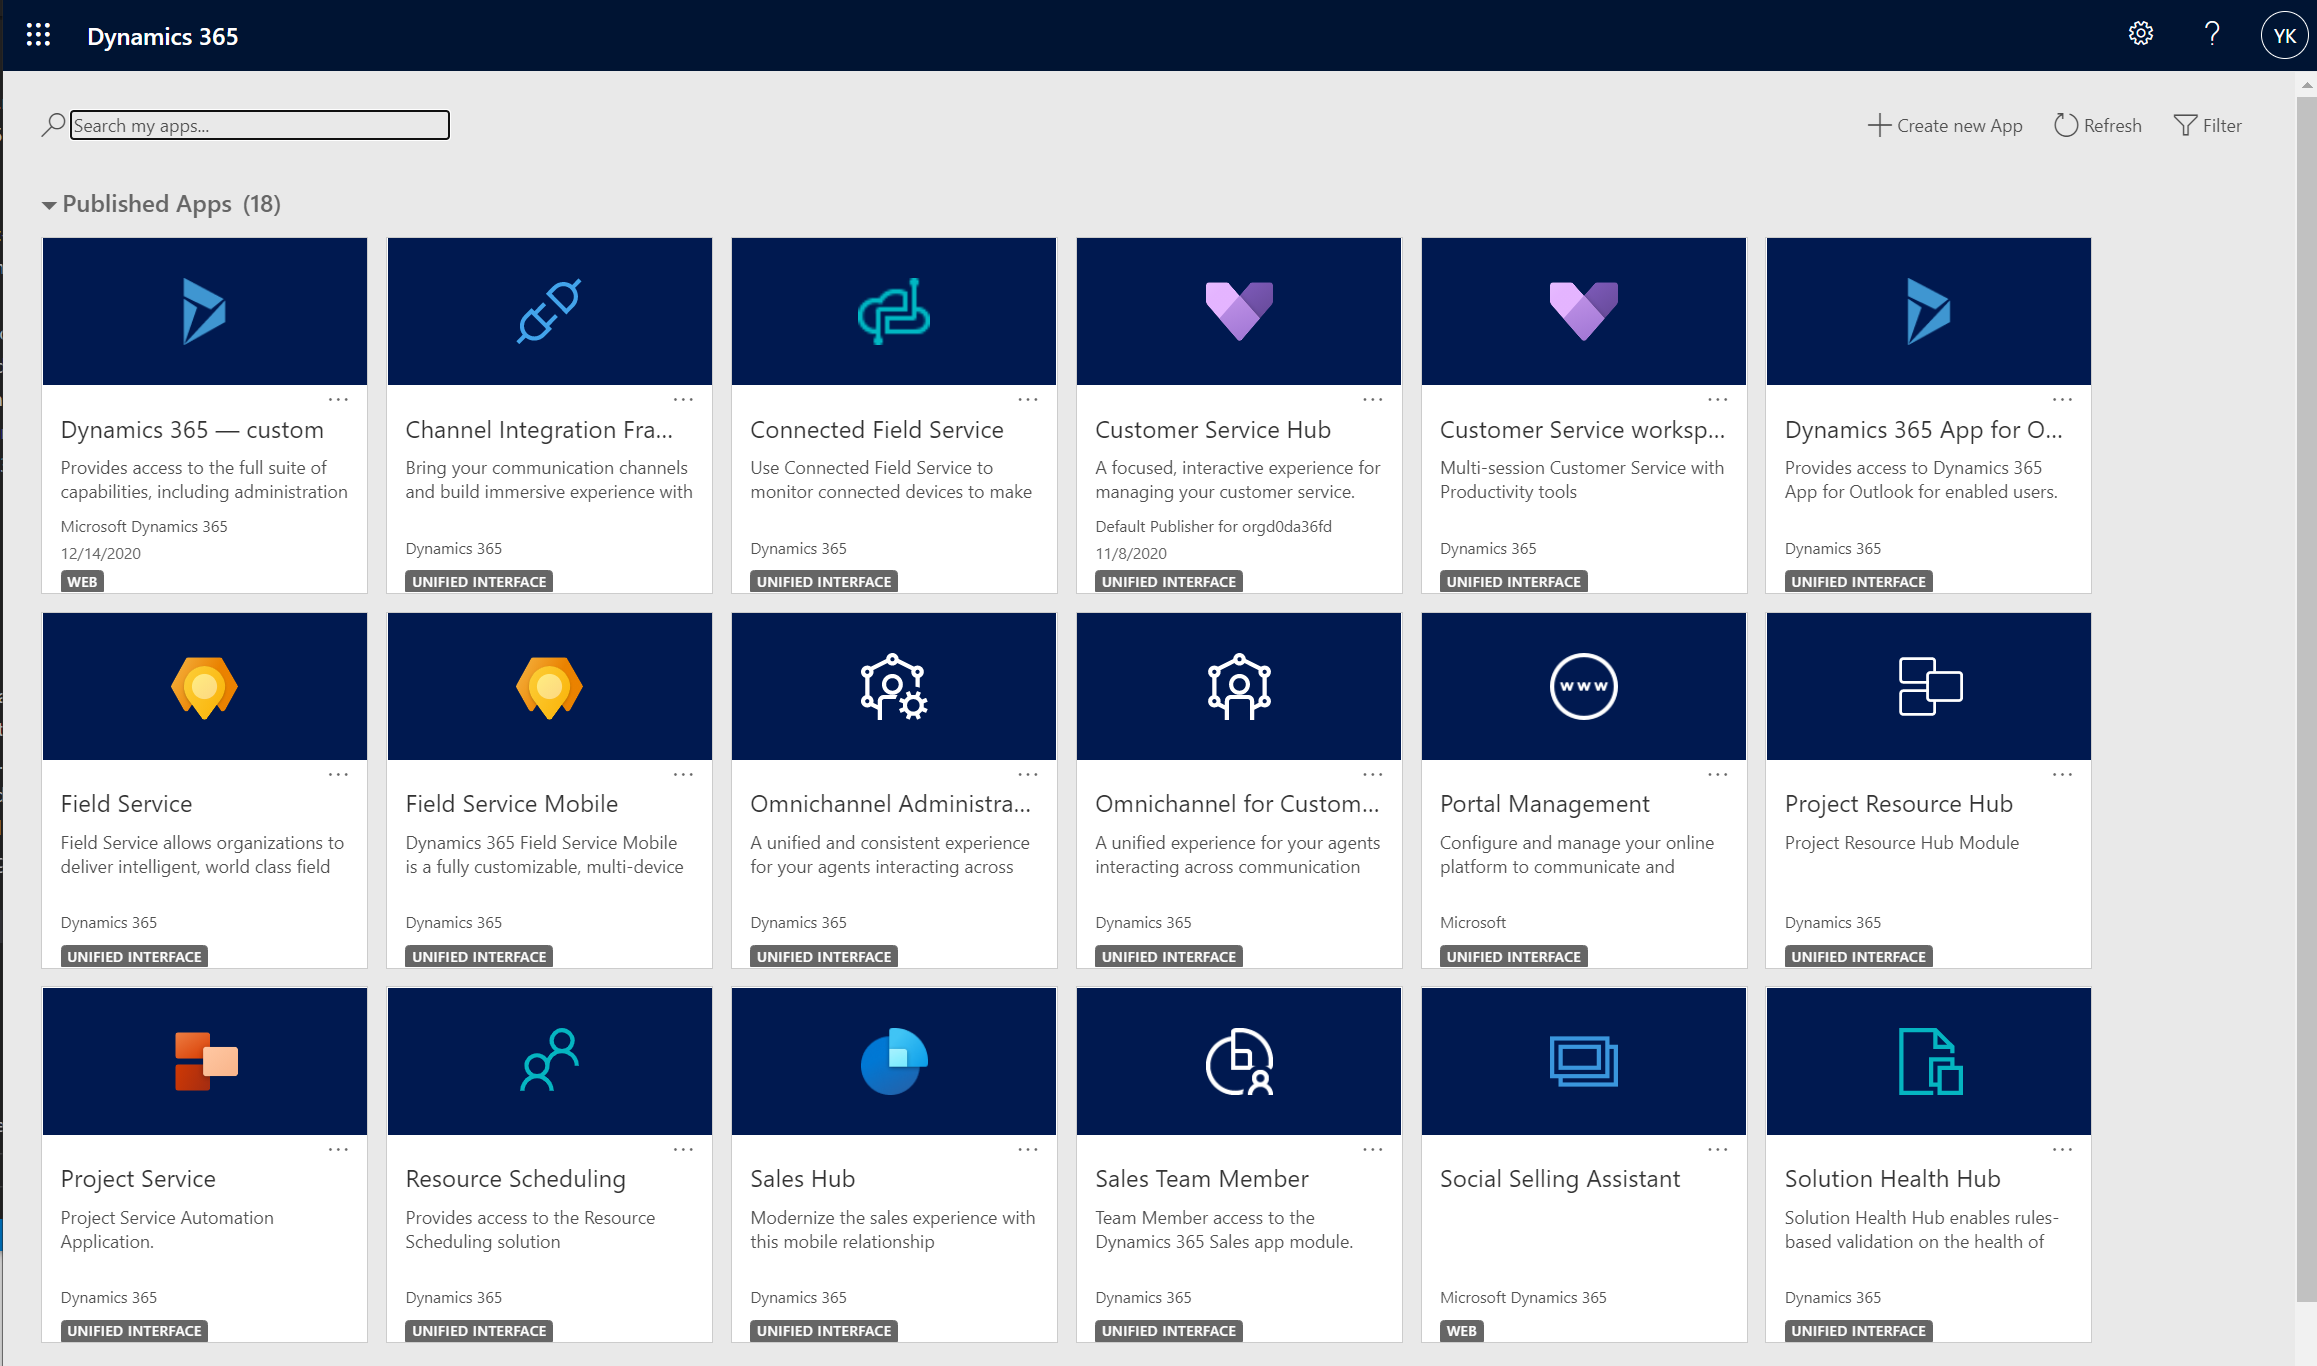 Dynamics 365
?
YK
Search my apps...
Create new App
Refresh
Filter
Published Apps (18)
Dynamics 365 — custom
Provides access to the full suite of
capabilities, including administration
Microsoft Dynamics 365
12/14/2020
WEB
Channel Integration Fra...
Bring your communication channels
and build immersive experience with
Dynamics 365
UNIFIED INTERFACE
Connected Field Service
Use Connected Field Service to
monitor connected devices to make
Dynamics 365
UNIFIED INTERFACE
Customer Service Hub
A focused, interactive experience for
managing your customer service.
Default Publisher for orgd0da36fd
11/8/2020
UNIFIED INTERFACE
Customer Service worksp...
Multi-session Customer Service with
Productivity tools
Dynamics 365
UNIFIED INTERFACE
Dynamics 365 App for O...
Provides access to Dynamics 365
App for Outlook for enabled users.
Dynamics 365
UNIFIED INTERFACE
Field Service
Field Service allows organizations to
deliver intelligent, world class field
Dynamics 365
UNIFIED INTERFACE
Field Service Mobile
Dynamics 365 Field Service Mobile
is a fully customizable, multi-device
Dynamics 365
UNIFIED INTERFACE
Omnichannel Administra...
A unified and consistent experience
for your agents interacting across
Dynamics 365
UNIFIED INTERFACE
Omnichannel for Custom...
A unified experience for your agents
interacting across communication
Dynamics 365
UNIFIED INTERFACE
www
Portal Management
Configure and manage your online
platform to communicate and
Microsoft
UNIFIED INTERFACE
Project Resource Hub
Project Resource Hub Module
Dynamics 365
UNIFIED INTERFACE
Project Service
Project Service Automation
Application.
Dynamics 365
UNIFIED INTERFACE
Resource Scheduling
Provides access to the Resource
Scheduling solution
Dynamics 365
UNIFIED INTERFACE
Sales Hub
Modernize the sales experience with
this mobile relationship
Dynamics 365
UNIFIED INTERFACE
Sales Team Member
Team Member access to the
Dynamics 365 Sales app module.
Dynamics 365
UNIFIED INTERFACE
Social Selling Assistant
Microsoft Dynamics 365
WEB
Solution Health Hub
Solution Health Hub enables rules-
based validation on the health of
Dynamics 365
UNIFIED INTERFACE